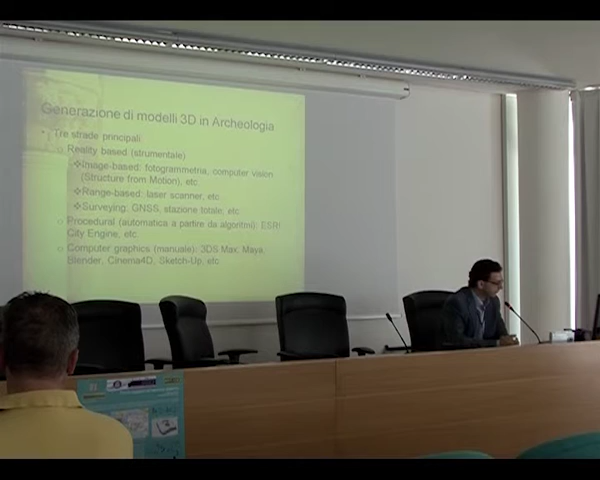 Generazione di modelli 3D in Archeologia
• Tre strade principali
o Reality based (strumentale)
❖Image-based: fotogrammetria, computer vision
(Structure from Motion), etc
❖Range-based: laser scanner, etc
❖Surveying: GNSS, stazione totale, etc
o Procedural (automatica a partire da algoritmi): ESRI
City Engine, etc
o Computer graphics (manuale): 3DS Max, Maya,
Blender, Cinema4D, Sketch-Up, etc